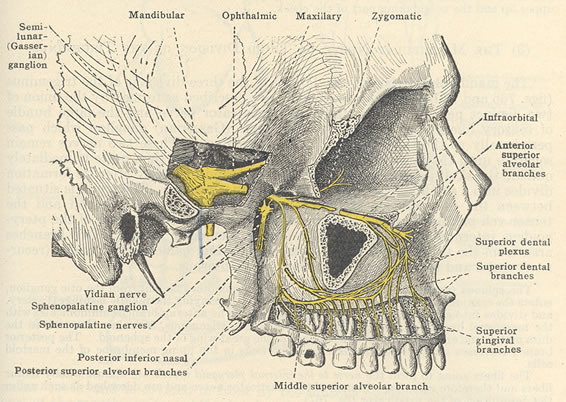 Mandibular
Ophthalmic
Maxillary
Zygomatic
Semi-
lunar-
(Gasser-
ian)
ganglion
Infraorbital
Anterior
superior
alveolar
branches
Superior dental
plexus
Superior dental
branches
Vidian nerve
Sphenopalatine ganglion
Sphenopalatine nerves
Superior
gingival
branches
Posterior inferior nasal
Posterior superior alveolar branches
Middle superior alveolar branch